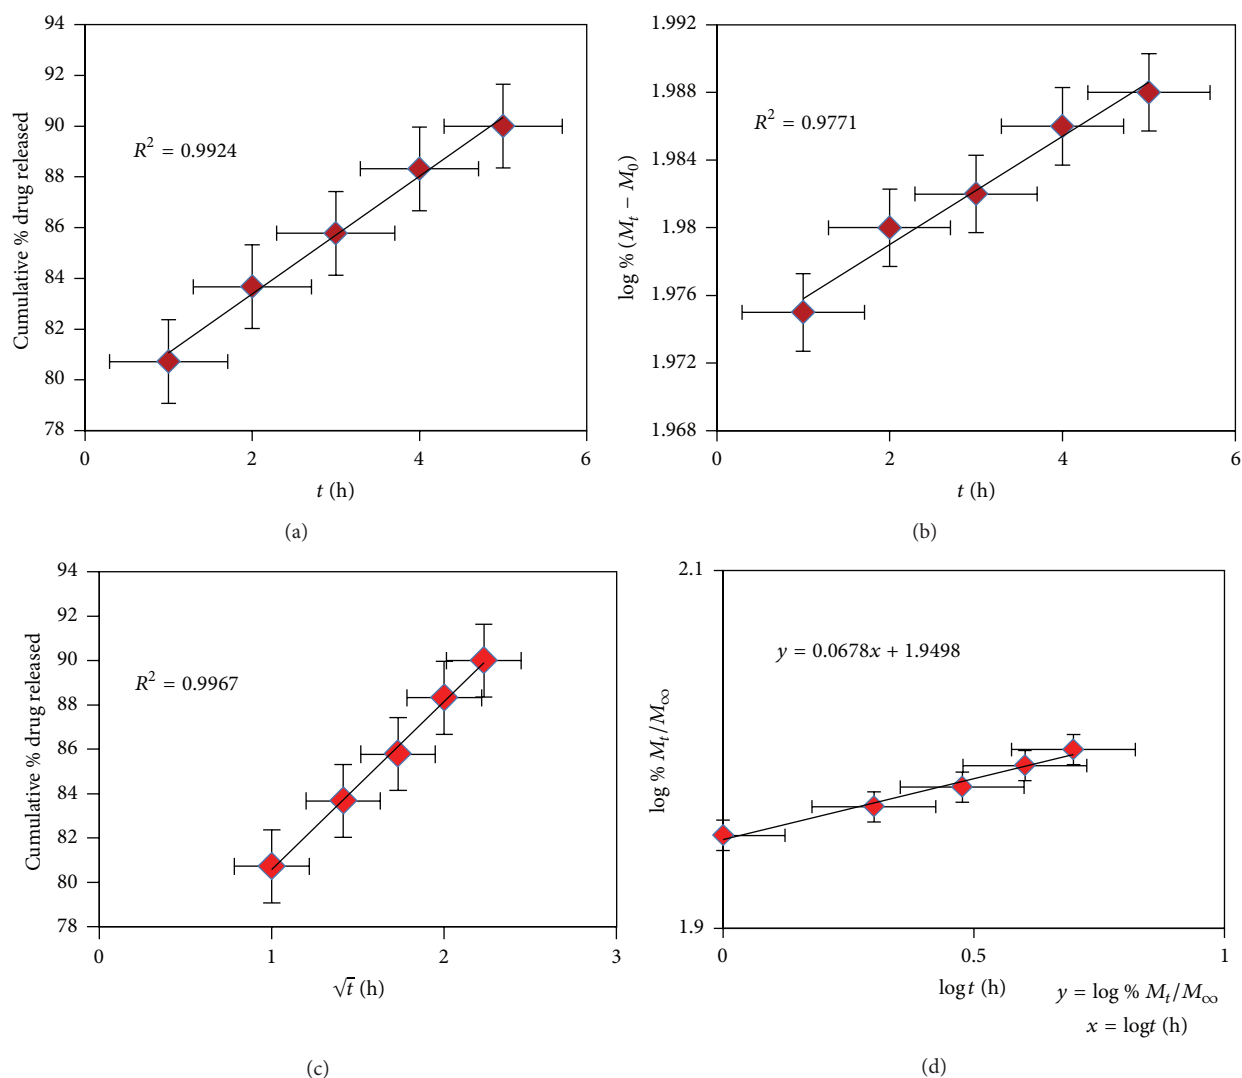 94
92
90
88
86
84
82
80
78
Cumulative % drug released
R² = 0.9924
0
2
4
6
t (h)
(a)
1.992
1.988
1.984
1.98
1.976
1.972
1.968
log % (Mₜ − M₀)
R² = 0.9771
0
2
4
6
t (h)
(b)
94
92
90
88
86
84
82
80
78
Cumulative % drug released
R² = 0.9967
0
1
2
3
√t (h)
(c)
2.1
1.9
log % Mₜ/M∞
y = 0.0678x + 1.9498
0
0.5
1
log t (h)
y = log % Mₜ/M∞
x = logt (h)
(d)